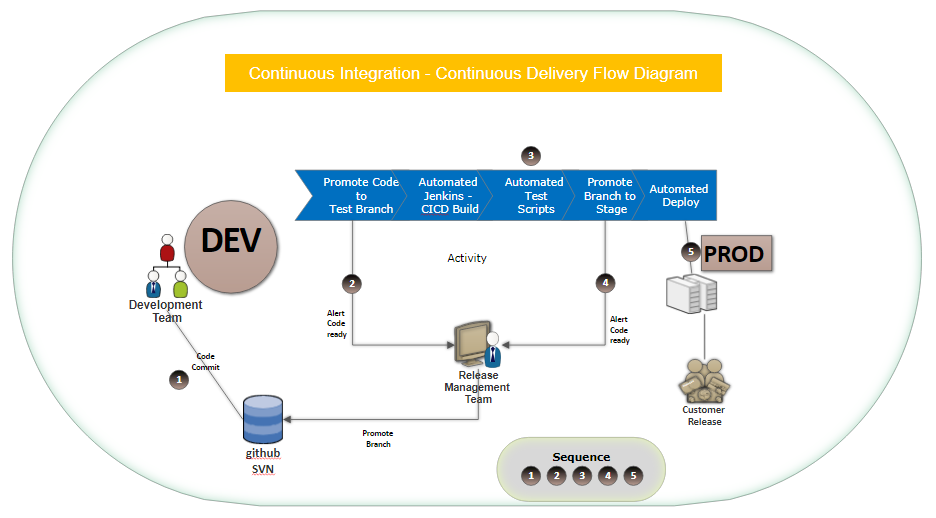 Continuous Integration - Continuous Delivery Flow Diagram
3
Promote Code
to
Test Branch
Automated
Jenkins -
CICD Build
Automated
Test
Scripts
Promote
Branch to
Stage
Automated
Deploy
DEV
Development
Team
Activity
5
PROD
2
4
Alert
Code
ready
Alert
Code
ready
Code
Commit
1
Release
Management
Team
Customer
Release
github
SVN
Promote
Branch
Sequence
1 2 3 4 5